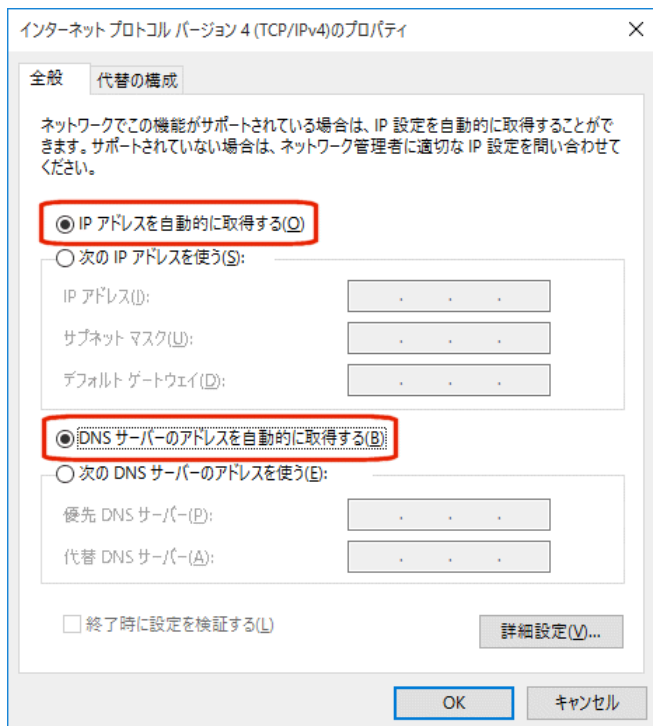 インターネット プロトコル バージョン 4 (TCP/IPv4)のプロパティ
全般
代替の構成
ネットワークでこの機能がサポートされている場合は、IP 設定を自動的に取得することがで
きます。サポートされていない場合は、ネットワーク管理者に適切な IP 設定を問い合わせて
ください。
IP アドレスを自動的に取得する(O)
次の IP アドレスを使う(S):
IP アドレス(I):
サブネット マスク(U):
デフォルト ゲートウェイ(D):
DNS サーバーのアドレスを自動的に取得する(B)
次の DNS サーバーのアドレスを使う(E):
優先 DNS サーバー(P):
代替 DNS サーバー(A):
終了時に設定を検証する(L)
詳細設定(V)...
OK
キャンセル